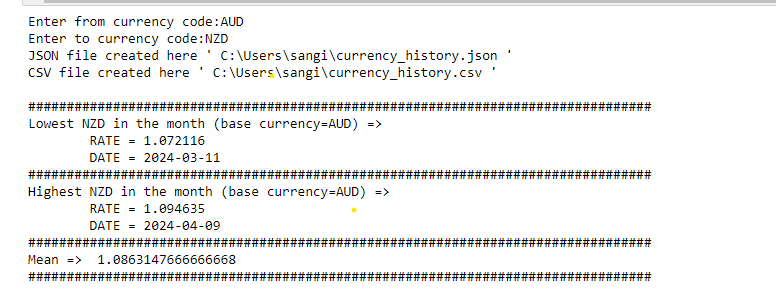 Enter from currency code:AUD
Enter to currency code:NZD
JSON file created here ' C:\Users\sangi\currency_history.json '
CSV file created here ' C:\Users\sangi\currency_history.csv '
################################################################################
Lowest NZD in the month (base currency=AUD) =>
RATE = 1.072116
DATE = 2024-03-11
################################################################################
Highest NZD in the month (base currency=AUD) =>
RATE = 1.094635
DATE = 2024-04-09
################################################################################
Mean => 1.0863147666666668
################################################################################